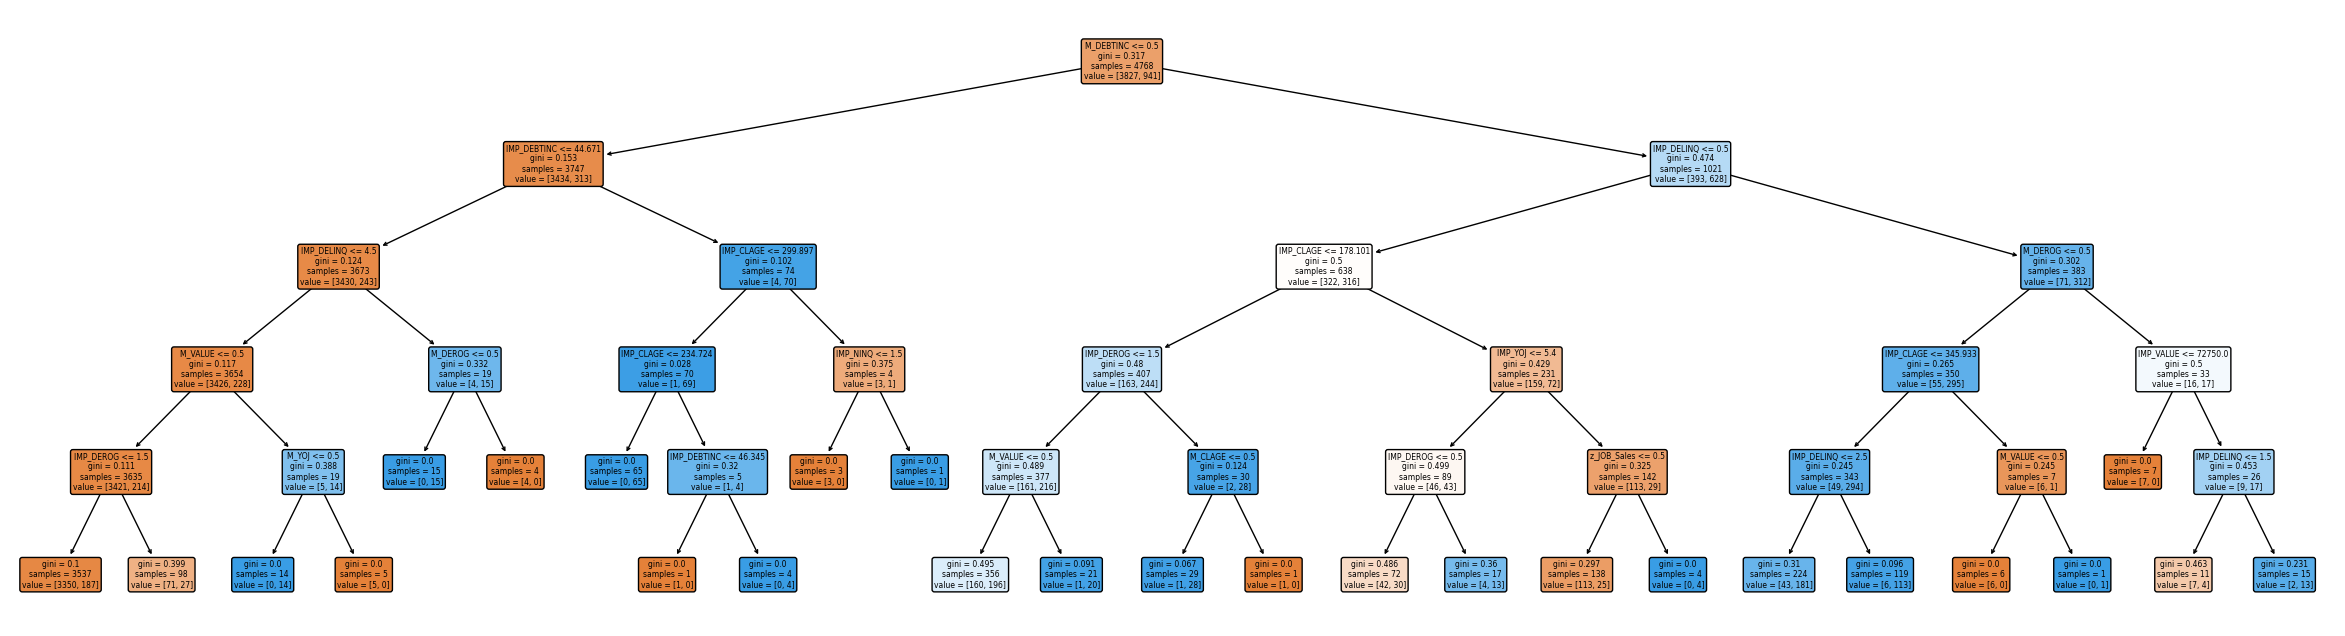 M_DEBTINC <= 0.5
gini = 0.317
samples = 4768
value = [3827, 941]
IMP_DEBTINC <= 44.671
gini = 0.153
samples = 3747
value = [3434, 313]
IMP_DELINQ <= 0.5
gini = 0.474
samples = 1021
value = [393, 628]
IMP_DELINQ <= 4.5
gini = 0.124
samples = 3673
value = [3430, 243]
IMP_CLAGE <= 299.897
gini = 0.102
samples = 74
value = [4, 70]
IMP_CLAGE <= 178.101
gini = 0.5
samples = 638
value = [322, 316]
M_DEROG <= 0.5
gini = 0.302
samples = 383
value = [71, 312]
M_VALUE <= 0.5
gini = 0.117
samples = 3654
value = [3426, 228]
M_DEROG <= 0.5
gini = 0.332
samples = 19
value = [4, 15]
IMP_CLAGE <= 234.724
gini = 0.028
samples = 70
value = [1, 69]
IMP_NINQ <= 1.5
gini = 0.375
samples = 4
value = [3, 1]
IMP_DEROG <= 1.5
gini = 0.48
samples = 407
value = [163, 244]
IMP_YOJ <= 5.4
gini = 0.429
samples = 231
value = [159, 72]
IMP_CLAGE <= 345.933
gini = 0.265
samples = 350
value = [55, 295]
IMP_VALUE <= 72750.0
gini = 0.5
samples = 33
value = [16, 17]
IMP_DEROG <= 1.5
gini = 0.111
samples = 3635
value = [3421, 214]
M_YOJ <= 0.5
gini = 0.388
samples = 19
value = [5, 14]
gini = 0.0
samples = 15
value = [0, 15]
gini = 0.0
samples = 4
value = [4, 0]
gini = 0.0
samples = 65
value = [0, 65]
IMP_DEBTINC <= 46.345
gini = 0.32
samples = 5
value = [1, 4]
gini = 0.0
samples = 3
value = [3, 0]
gini = 0.0
samples = 1
value = [0, 1]
M_VALUE <= 0.5
gini = 0.489
samples = 377
value = [161, 216]
M_CLAGE <= 0.5
gini = 0.124
samples = 30
value = [2, 28]
IMP_DEROG <= 0.5
gini = 0.499
samples = 89
value = [46, 43]
z_JOB_Sales <= 0.5
gini = 0.325
samples = 142
value = [113, 29]
IMP_DELINQ <= 2.5
gini = 0.245
samples = 343
value = [49, 294]
M_VALUE <= 0.5
gini = 0.245
samples = 7
value = [6, 1]
gini = 0.0
samples = 7
value = [7, 0]
IMP_DELINQ <= 1.5
gini = 0.453
samples = 26
value = [9, 17]
gini = 0.1
samples = 3537
value = [3350, 187]
gini = 0.399
samples = 98
value = [71, 27]
gini = 0.0
samples = 14
value = [0, 14]
gini = 0.0
samples = 5
value = [5, 0]
gini = 0.0
samples = 1
value = [1, 0]
gini = 0.0
samples = 4
value = [0, 4]
gini = 0.495
samples = 356
value = [160, 196]
gini = 0.091
samples = 21
value = [1, 20]
gini = 0.067
samples = 29
value = [1, 28]
gini = 0.0
samples = 1
value = [1, 0]
gini = 0.486
samples = 72
value = [42, 30]
gini = 0.36
samples = 17
value = [4, 13]
gini = 0.297
samples = 138
value = [113, 25]
gini = 0.0
samples = 4
value = [0, 4]
gini = 0.31
samples = 224
value = [43, 181]
gini = 0.096
samples = 119
value = [6, 113]
gini = 0.0
samples = 6
value = [6, 0]
gini = 0.0
samples = 1
value = [0, 1]
gini = 0.463
samples = 11
value = [7, 4]
gini = 0.231
samples = 15
value = [2, 13]